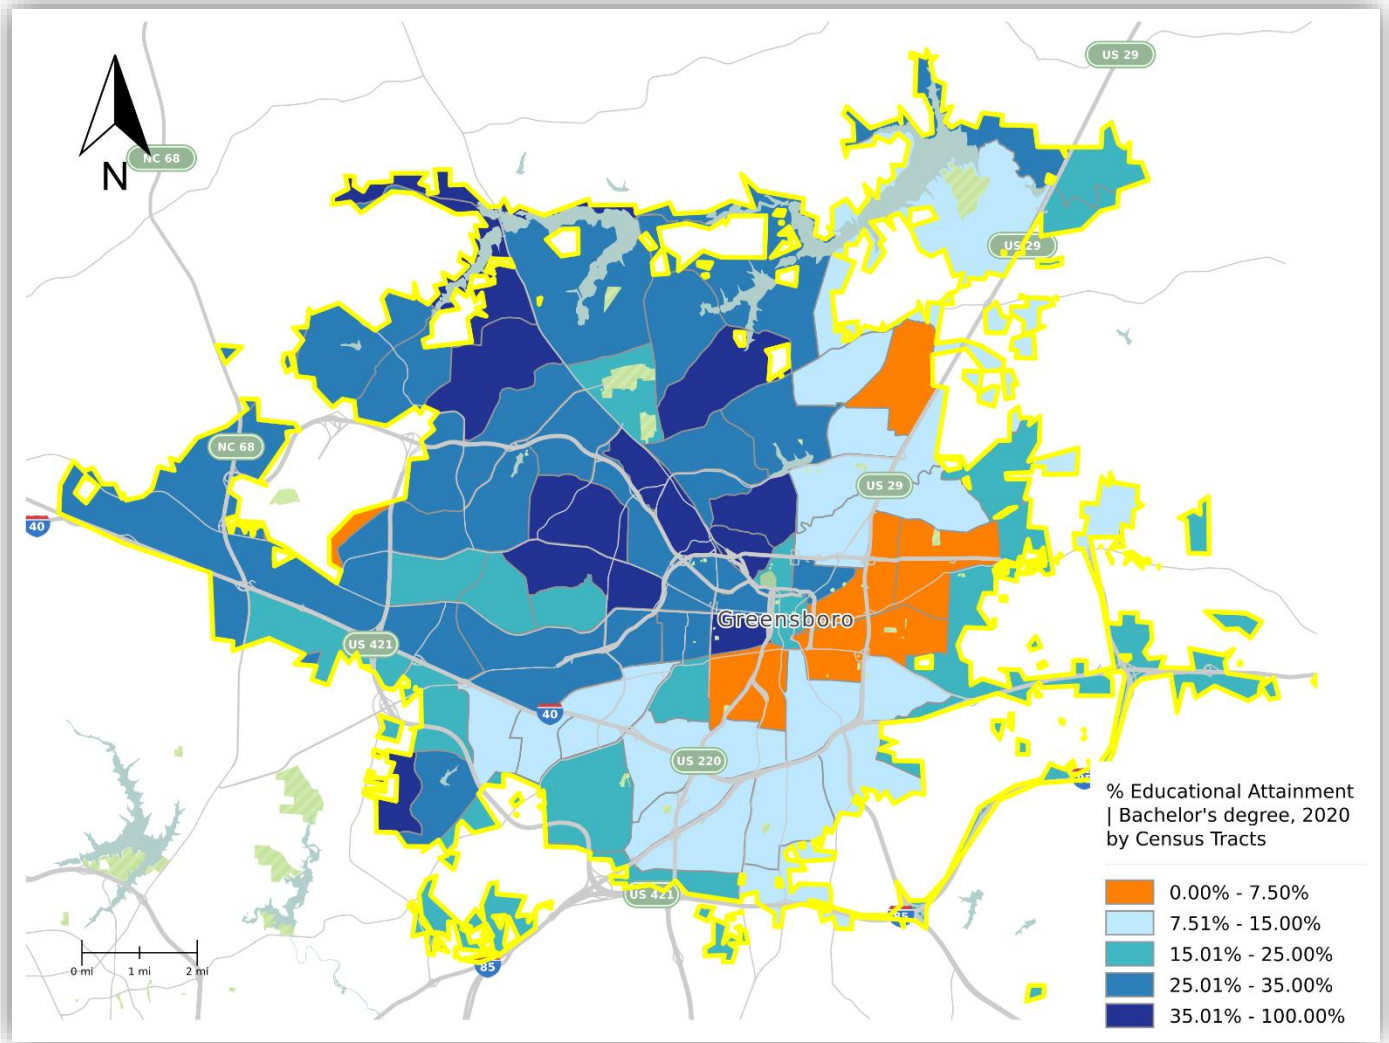 US 29
NC 68
N
US 29
NC 68
US 29
40
Greensboro
US 421
40
US 220
% Educational Attainment
| Bachelor's degree, 2020
by Census Tracts
0.00% - 7.50%
7.51% - 15.00%
15.01% - 25.00%
25.01% - 35.00%
35.01% - 100.00%
US 421
85
85
0 mi 1 mi 2 mi